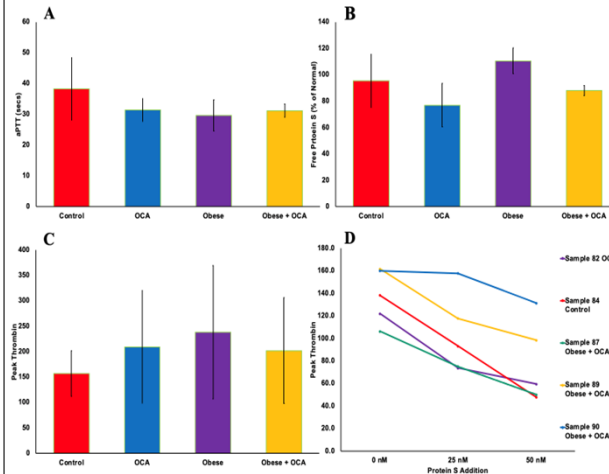 A
60
50
40
30
20
10
0
aPTT (secs)
Control OCA Obese Obese + OCA
B
140
120
100
80
60
40
20
0
Free Prtoein S (% of Normal)
Control OCA Obese Obese + OCA
C
400
350
300
250
200
150
100
50
0
Peak Thrombin
Control OCA Obese Obese + OCA
D
180.0
160.0
140.0
120.0
100.0
80.0
60.0
40.0
20.0
0.0
Peak Thrombin
0 nM 25 nM 50 nM
Protein S Addition
Sample 82 OC
Sample 84
Control
Sample 87
Obese + OCA
Sample 89
Obese + OCA
Sample 90
Obese + OCA